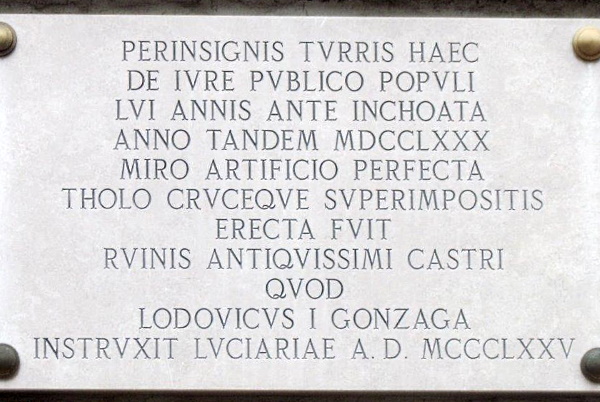 PERINSIGNIS TVRRIS HAEC
DE IVRE PVBLICO POPVLI
LVI ANNIS ANTE INCHOATA
ANNO TANDEM MDCCLXXX
MIRO ARTIFICIO PERFECTA
THOLO CRVCEQVE SVPERIMPOSITIS
ERECTA FVIT
RVINIS ANTIQVISSIMI CASTRI
QVOD
LODOVICVS I GONZAGA
INSTRVXIT LVCIARIAE A. D. MCCCLXXV